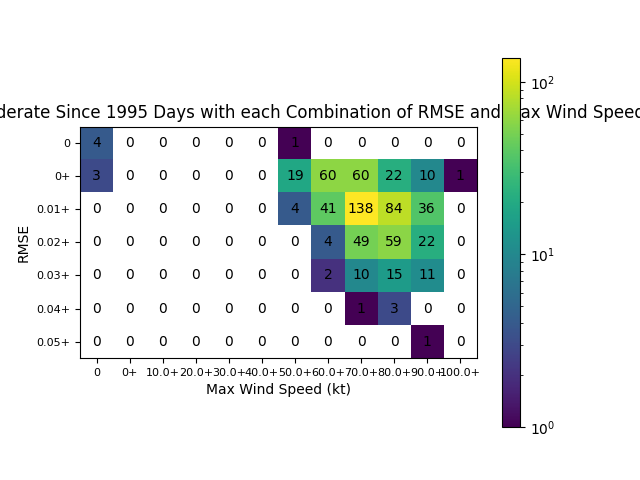 derate Since 1995 Days with each Combination of RMSE and Max Wind Speed
0 4 0 0 0 0 0 1 0 0 0 0 0
0+ 3 0 0 0 0 0 19 60 60 22 10 1
0.01+ 0 0 0 0 0 0 4 41 138 84 36 0
0.02+ 0 0 0 0 0 0 0 4 49 59 22 0
0.03+ 0 0 0 0 0 0 0 2 10 15 11 0
0.04+ 0 0 0 0 0 0 0 0 1 3 0 0
0.05+ 0 0 0 0 0 0 0 0 0 0 1 0
0 0+ 10.0+ 20.0+ 30.0+ 40.0+ 50.0+ 60.0+ 70.0+ 80.0+ 90.0+ 100.0+
Max Wind Speed (kt)
RMSE
10²
10¹
10⁰